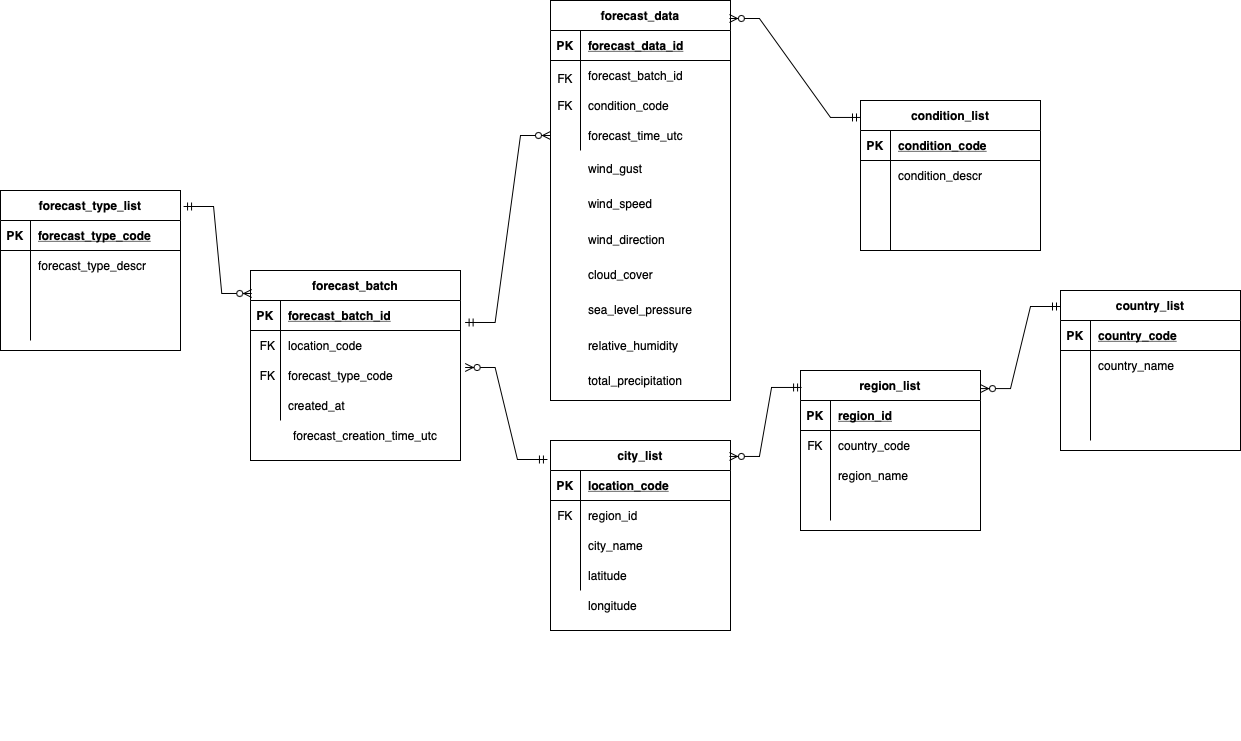 forecast_data
PK forecast_data_id
FK forecast_batch_id
FK condition_code
forecast_time_utc
wind_gust
wind_speed
wind_direction
cloud_cover
sea_level_pressure
relative_humidity
total_precipitation
condition_list
PK condition_code
condition_descr
forecast_type_list
PK forecast_type_code
forecast_type_descr
forecast_batch
PK forecast_batch_id
FK location_code
FK forecast_type_code
created_at
forecast_creation_time_utc
country_list
PK country_code
country_name
region_list
PK region_id
FK country_code
region_name
city_list
PK location_code
FK region_id
city_name
latitude
longitude